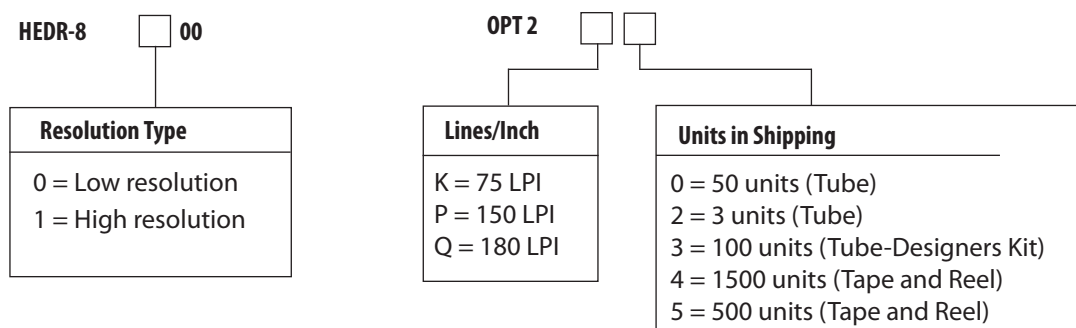 HEDR-8 00
OPT 2
Resolution Type
0 = Low resolution
1 = High resolution
Lines/Inch
K = 75 LPI
P = 150 LPI
Q = 180 LPI
Units in Shipping
0 = 50 units (Tube)
2 = 3 units (Tube)
3 = 100 units (Tube-Designers Kit)
4 = 1500 units (Tape and Reel)
5 = 500 units (Tape and Reel)